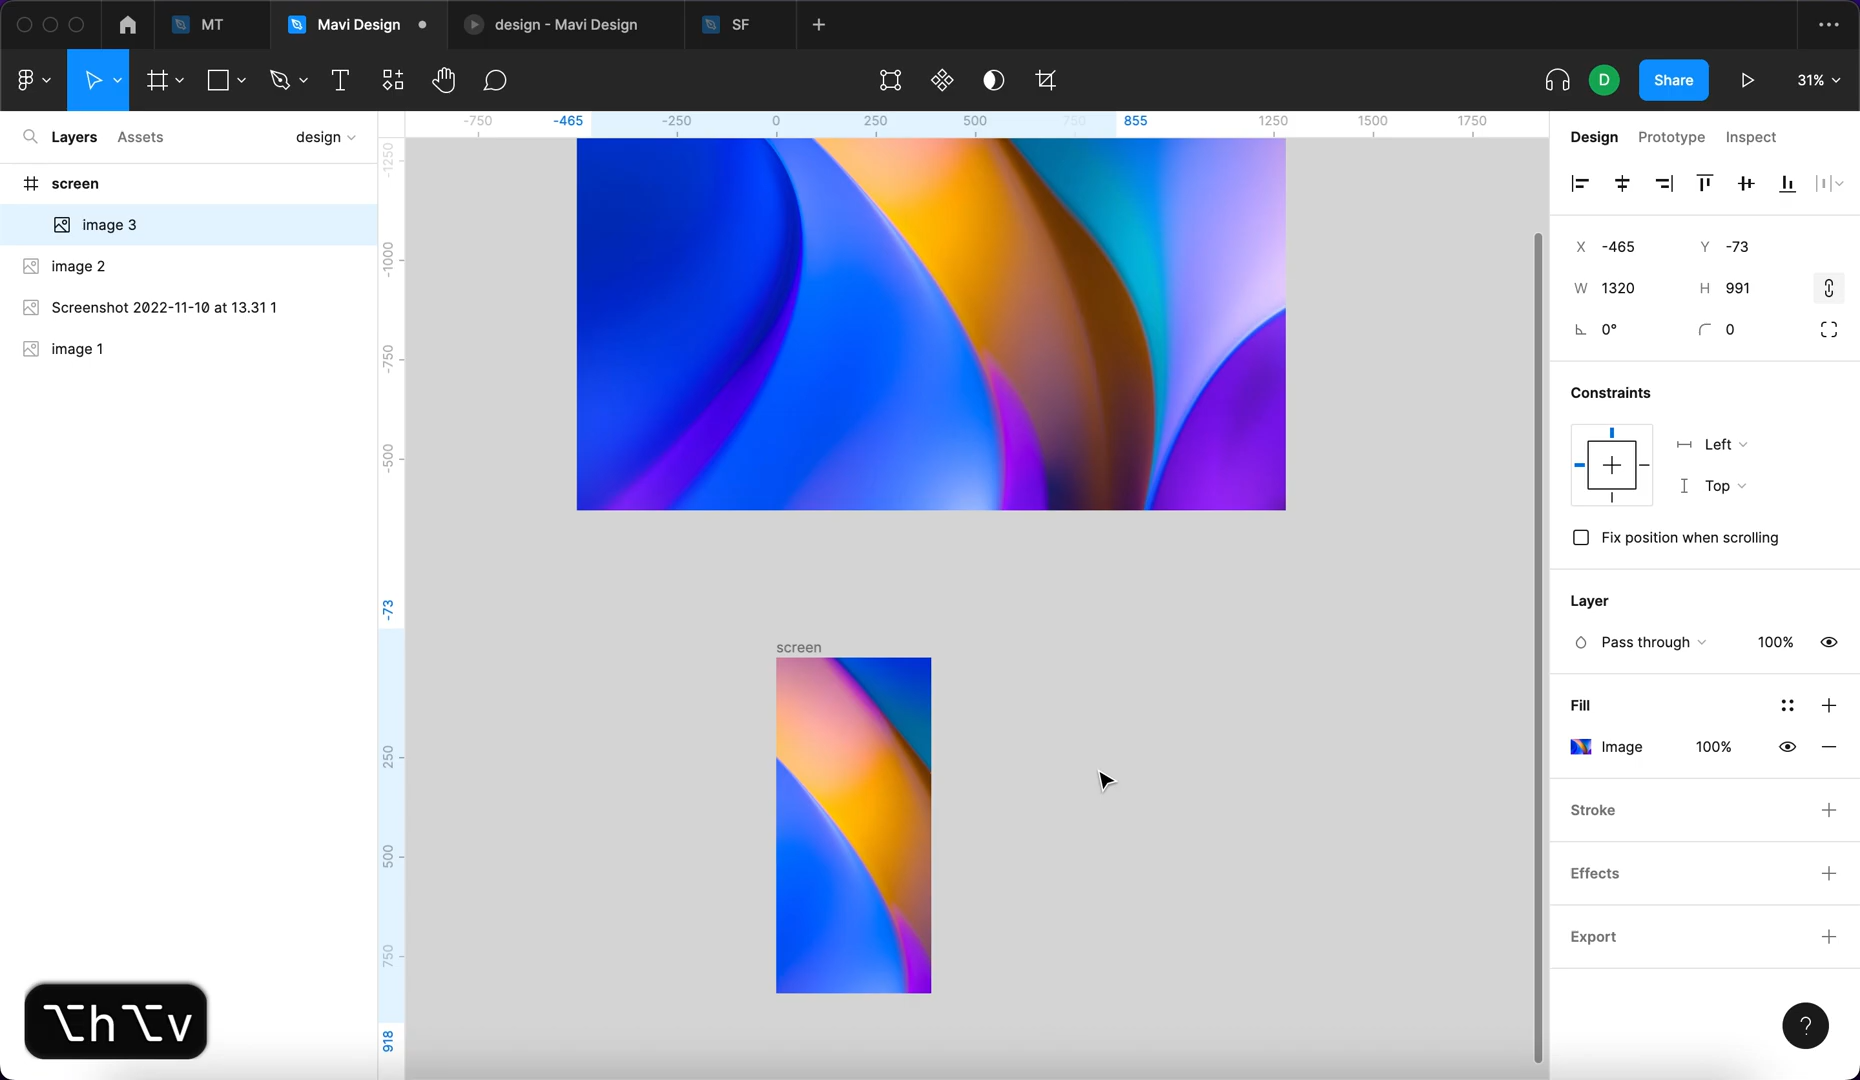 MT
Mavi Design
design - Mavi Design
SF
D
Share
31%
Layers
Assets
design
screen
image 3
image 2
Screenshot 2022-11-10 at 13.31 1
image 1
-750
-465
-250
0
250
500
750
855
1250
1500
1750
-1250
-1000
-750
-500
-73
250
500
750
918
screen
Design
Prototype
Inspect
X -465 Y -73
W 1320 H 991
0° 0
Constraints
Left
Top
Fix position when scrolling
Layer
Pass through 100%
Fill
Image 100%
Stroke
Effects
Export
?
⌥h⌥v